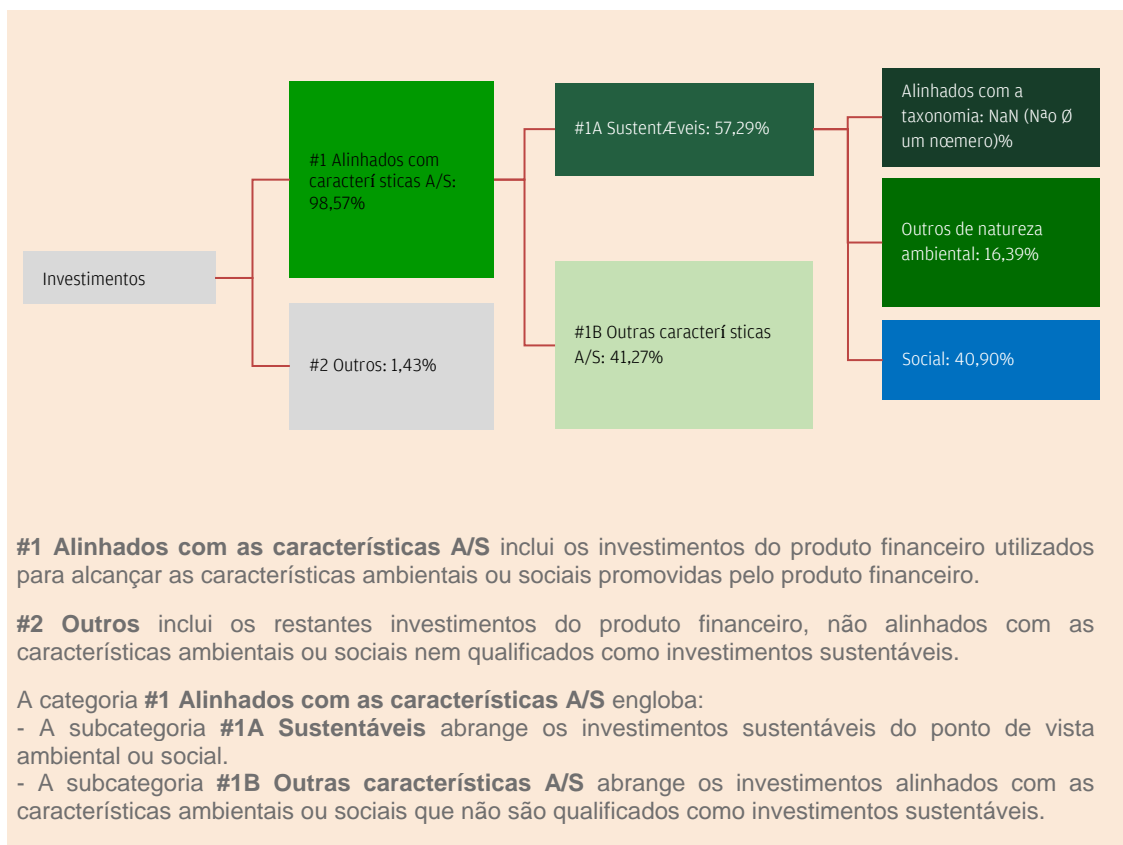 Investimentos
#1 Alinhados com
caracterí sticas A/S:
98,57%
#2 Outros: 1,43%
#1A SustentÆveis: 57,29%
#1B Outras caracterí sticas
A/S: 41,27%
Alinhados com a
taxonomia: NaN (Nªo Ø
um nœmero)%
Outros de natureza
ambiental: 16,39%
Social: 40,90%
#1 Alinhados com as características A/S inclui os investimentos do produto financeiro utilizados
para alcançar as características ambientais ou sociais promovidas pelo produto financeiro.
#2 Outros inclui os restantes investimentos do produto financeiro, não alinhados com as
características ambientais ou sociais nem qualificados como investimentos sustentáveis.
A categoria #1 Alinhados com as características A/S engloba:
- A subcategoria #1A Sustentáveis abrange os investimentos sustentáveis do ponto de vista
ambiental ou social.
- A subcategoria #1B Outras características A/S abrange os investimentos alinhados com as
características ambientais ou sociais que não são qualificados como investimentos sustentáveis.